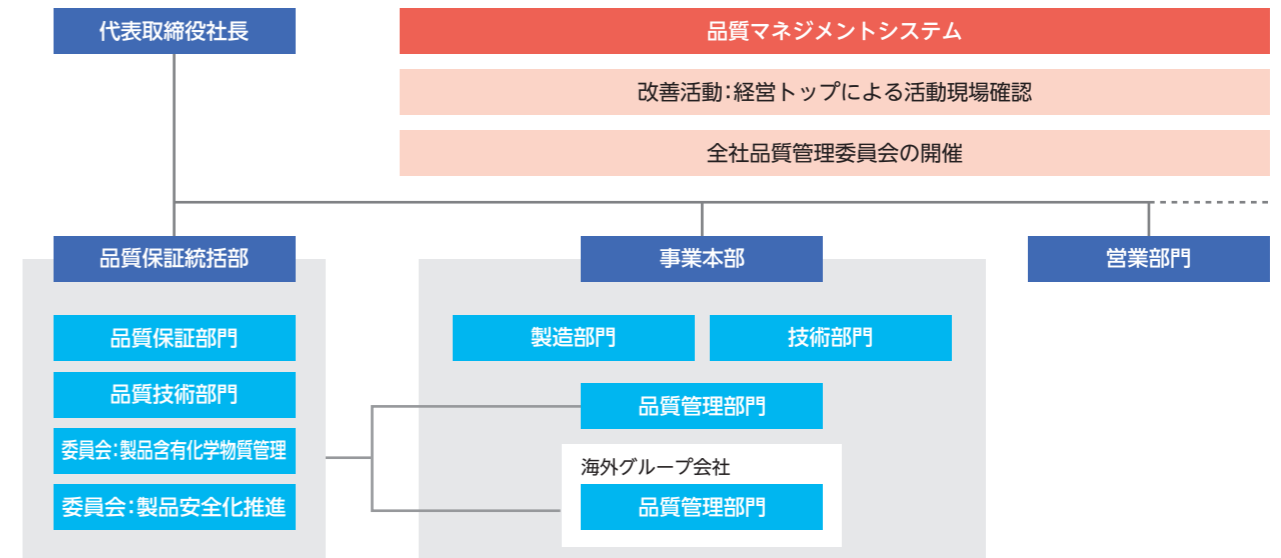 代表取締役社長
品質マネジメントシステム
改善活動：経営トップによる活動現場確認
全社品質管理委員会の開催
品質保証統括部
事業本部
営業部門
品質保証部門
品質技術部門
委員会：製品含有化学物質管理
委員会：製品安全化推進
製造部門
技術部門
品質管理部門
海外グループ会社
品質管理部門